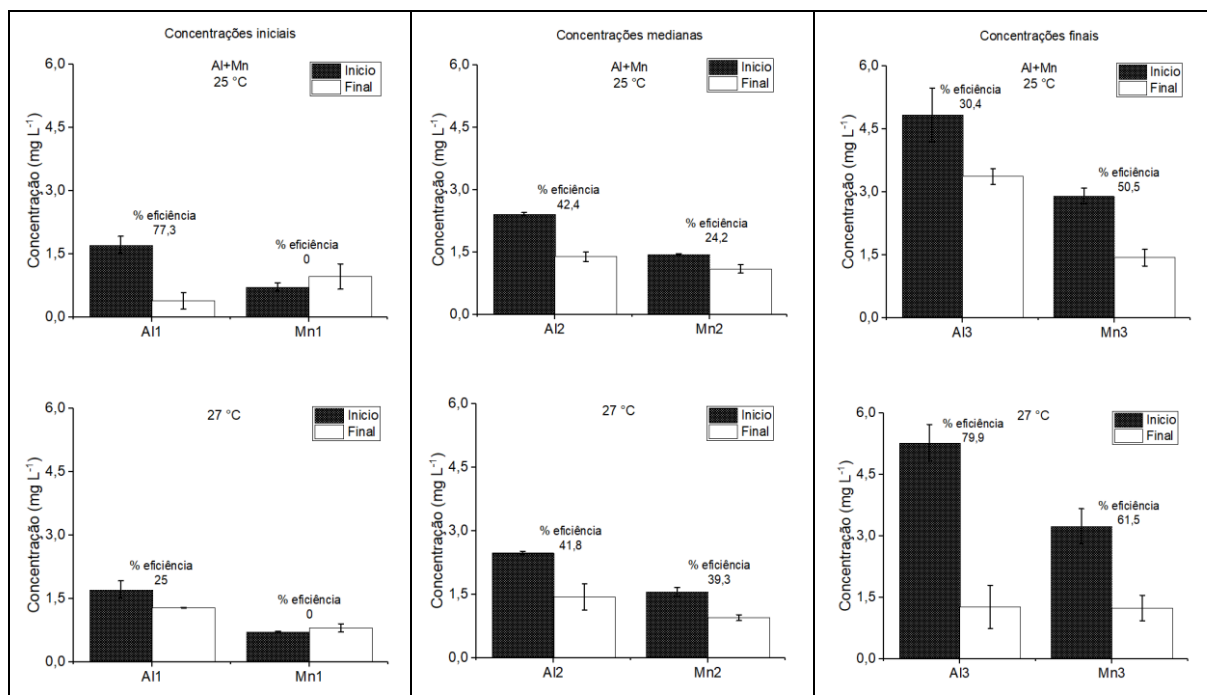 Concentrações iniciais
Al+Mn
25 °C
Inicio
Final
Concentração (mg L-1)
6,0
4,5
3,0
1,5
0,0
% eficiência
77,3
% eficiência
0
Al1
Mn1
27 °C
Inicio
Final
Concentração (mg L-1)
6,0
4,5
3,0
1,5
0,0
% eficiência
25
% eficiência
0
Al1
Mn1
Concentrações medianas
Al+Mn
25 °C
Inicio
Final
Concentração (mg L-1)
6,0
4,5
3,0
1,5
0,0
% eficiência
42,4
% eficiência
24,2
Al2
Mn2
27 °C
Inicio
Final
Concentração (mg L-1)
6,0
4,5
3,0
1,5
0,0
% eficiência
41,8
% eficiência
39,3
Al2
Mn2
Concentrações finais
Al+Mn
25 °C
Inicio
Final
Concentração (mg L-1)
6,0
4,5
3,0
1,5
0,0
% eficiência
30,4
% eficiência
50,5
Al3
Mn3
27 °C
Inicio
Final
Concentração (mg L-1)
6,0
4,5
3,0
1,5
0,0
% eficiência
79,9
% eficiência
61,5
Al3
Mn3